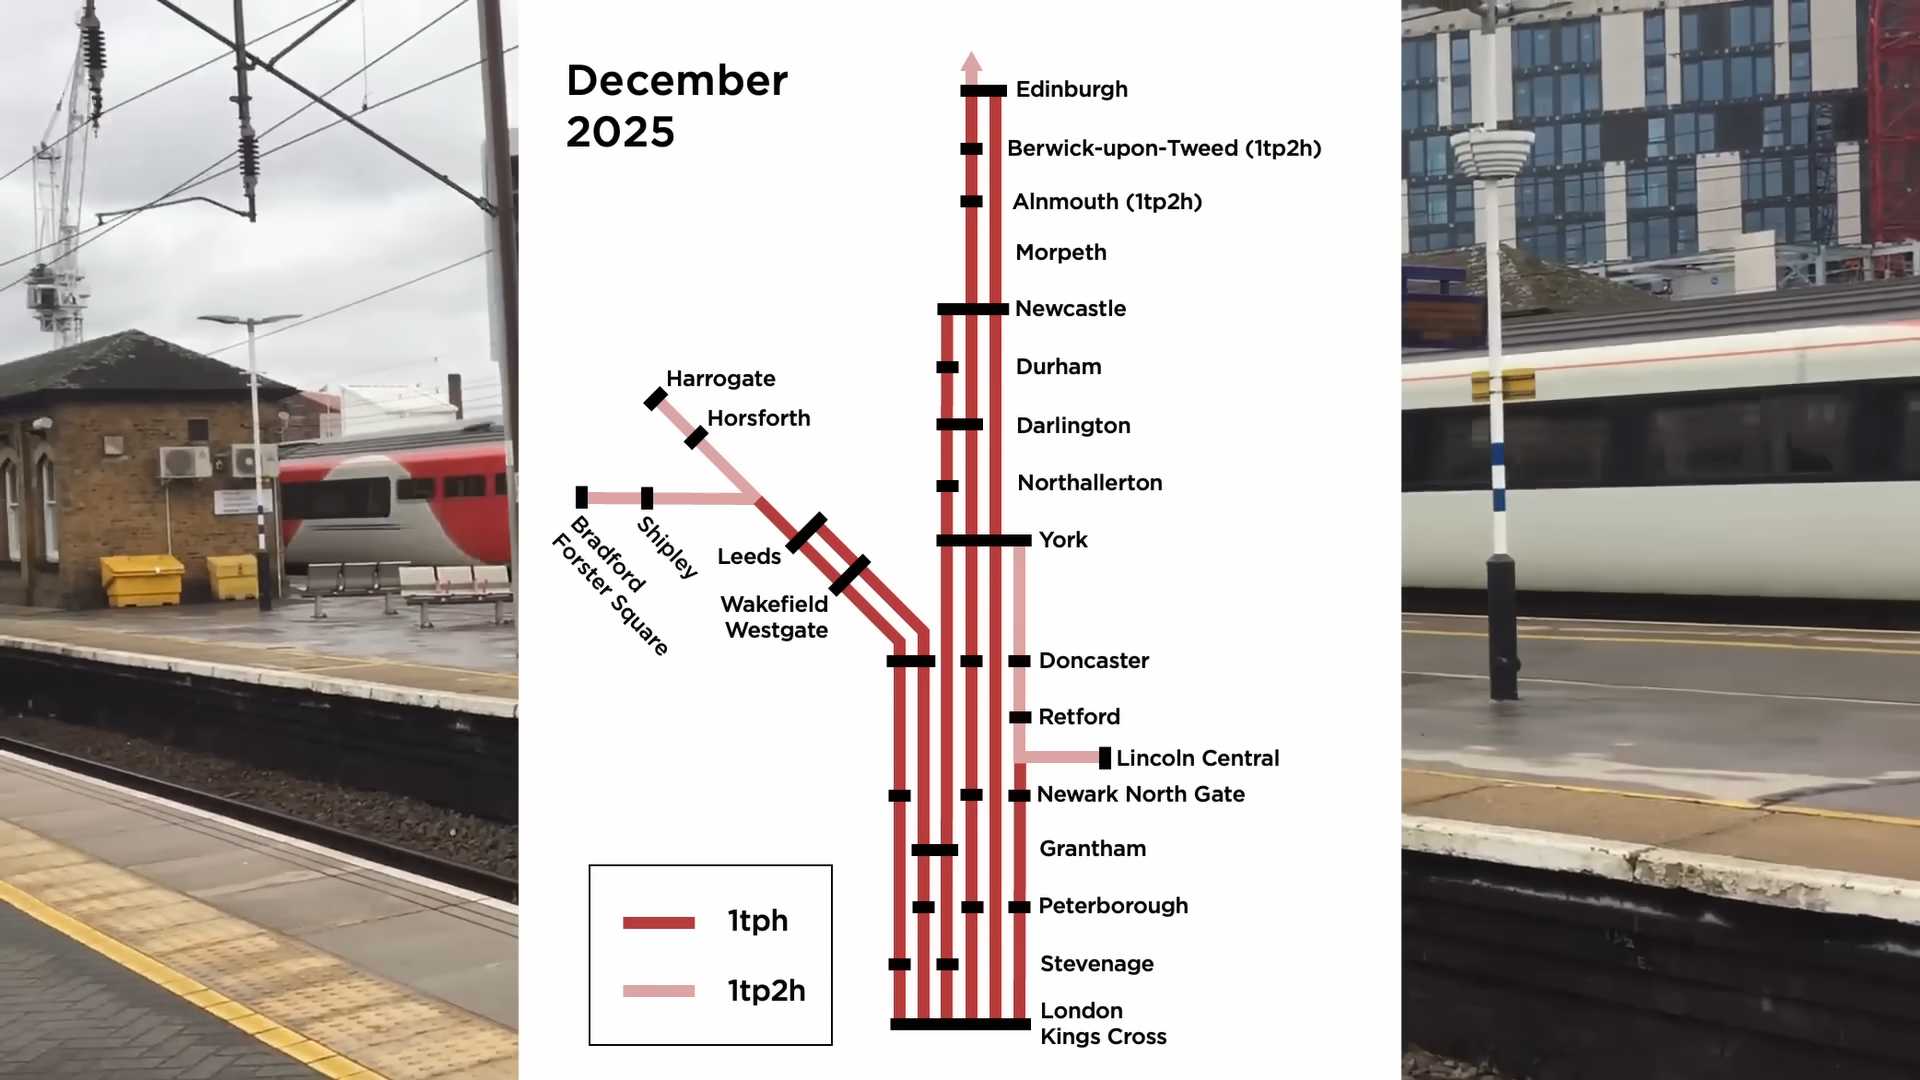 December
2025
Edinburgh
Berwick-upon-Tweed (1tp2h)
Alnmouth (1tp2h)
Morpeth
Newcastle
Durham
Darlington
Northallerton
York
Harrogate
Horsforth
Bradford
Forster Square
Shipley
Leeds
Wakefield
Westgate
Doncaster
Retford
Lincoln Central
Newark North Gate
Grantham
Peterborough
Stevenage
London
Kings Cross
1tph
1tp2h